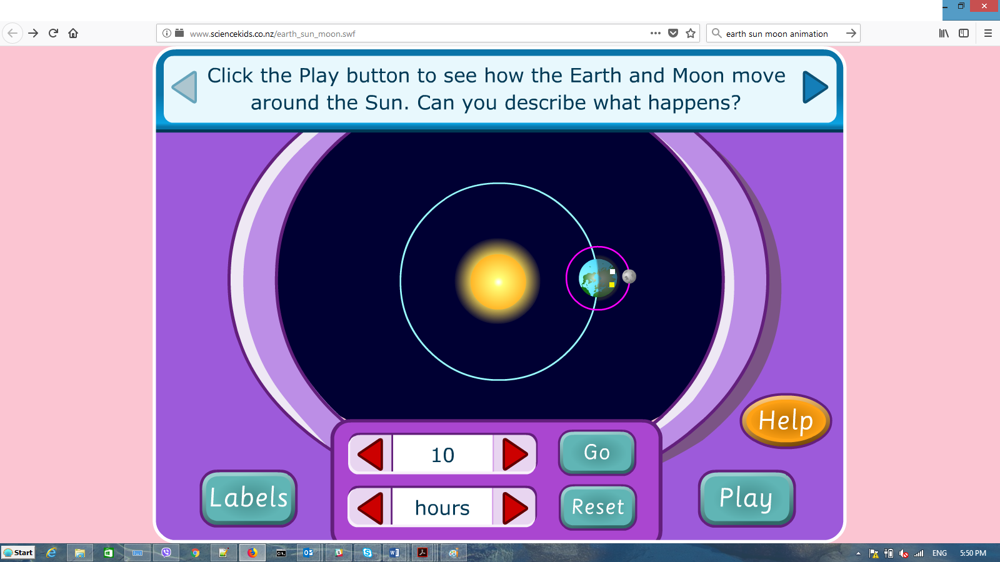 www.sciencekids.co.nz/earth_sun_moon.swf
earth sun moon animation
Click the Play button to see how the Earth and Moon move
around the Sun. Can you describe what happens?
Help
10
Go
Labels
hours
Reset
Play
Start
ENG
5:50 PM